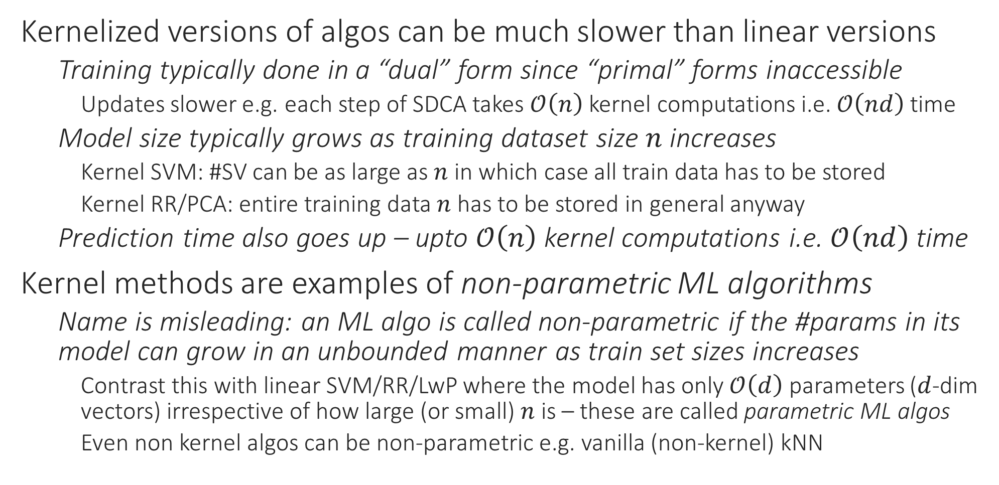 Kernelized versions of algos can be much slower than linear versions
Training typically done in a “dual” form since “primal” forms inaccessible
Updates slower e.g. each step of SDCA takes 𝒪(n) kernel computations i.e. 𝒪(nd) time
Model size typically grows as training dataset size n increases
Kernel SVM: #SV can be as large as n in which case all train data has to be stored
Kernel RR/PCA: entire training data n has to be stored in general anyway
Prediction time also goes up – upto 𝒪(n) kernel computations i.e. 𝒪(nd) time
Kernel methods are examples of non-parametric ML algorithms
Name is misleading: an ML algo is called non-parametric if the #params in its
model can grow in an unbounded manner as train set sizes increases
Contrast this with linear SVM/RR/LwP where the model has only 𝒪(d) parameters (d-dim
vectors) irrespective of how large (or small) n is – these are called parametric ML algos
Even non kernel algos can be non-parametric e.g. vanilla (non-kernel) kNN